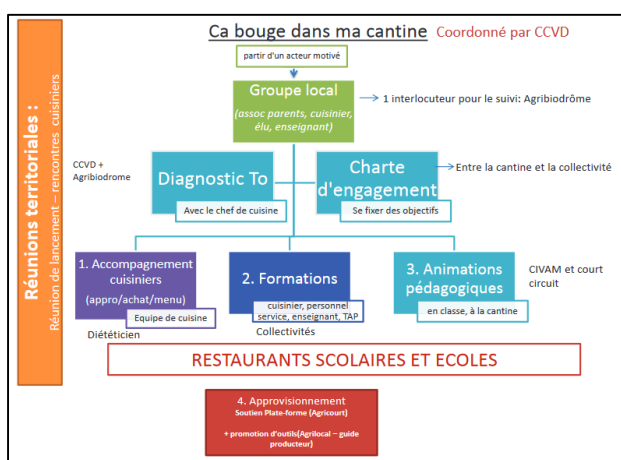 Ca bouge dans ma cantine
Coordonné par CCVD
Réunions territoriales :
Réunion de lancement – rencontres cuisiniers
partir d'un acteur motivé
Groupe local
(assoc parents, cuisinier,
élu, enseignant)
1 interlocuteur pour le suivi: Agribiodrôme
CCVD +
Agribiodrome
Diagnostic To
Avec le chef de cuisine
Charte
d'engagement
Se fixer des objectifs
Entre la cantine et la collectivité
1. Accompagnement
cuisiniers
(appro/achat/menu)
Equipe de cuisine
Diététicien
2. Formations
cuisinier, personnel
service, enseignant, TAP
Collectivités
3. Animations
pédagogiques
en classe, à la cantine
CIVAM et court
circuit
RESTAURANTS SCOLAIRES ET ECOLES
4. Approvisionnement
Soutien Plate-forme (Agricourt)
+ promotion d'outils(Agrilocal – guide
producteur)